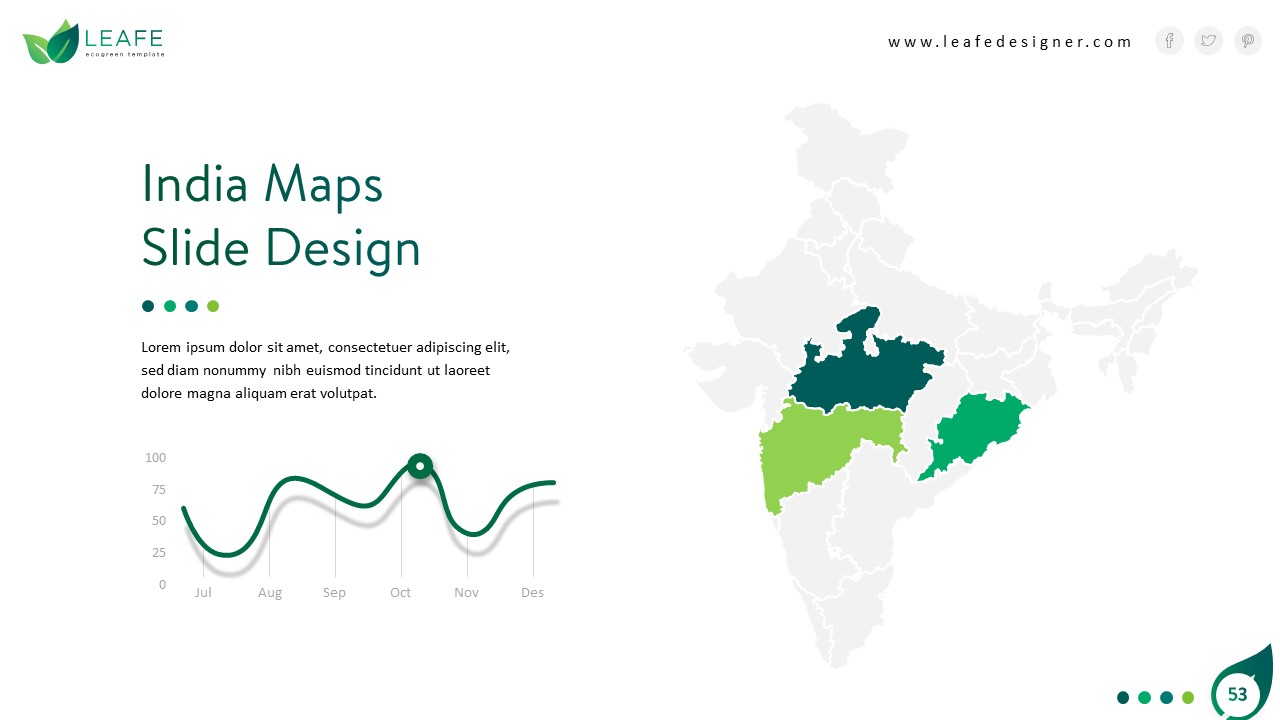 LEAFE
ecogreen template
www.leafedesigner.com
India Maps
Slide Design
Lorem ipsum dolor sit amet, consectetuer adipiscing elit,
sed diam nonummy nibh euismod tincidunt ut laoreet
dolore magna aliquam erat volutpat.
100
75
50
25
0
Jul Aug Sep Oct Nov Des
53